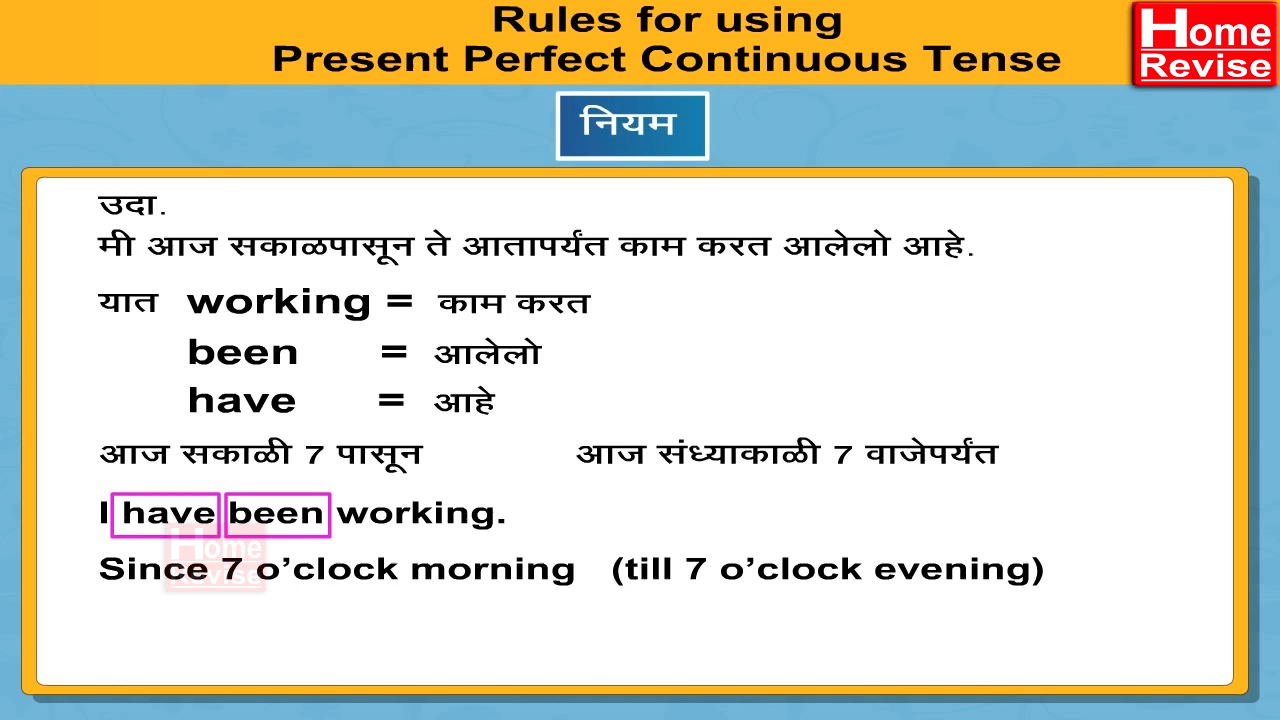 Rules for using
Present Perfect Continuous Tense
Home
Revise
नियम
उदा.
मी आज सकाळपासून ते आतापर्यंत काम करत आलेलो आहे.
यात working = काम करत
been = आलेलो
have = आहे
आज सकाळी 7 पासून आज संध्याकाळी 7 वाजेपर्यंत
I have been working.
Home
Revise
Since 7 o’clock morning (till 7 o’clock evening)